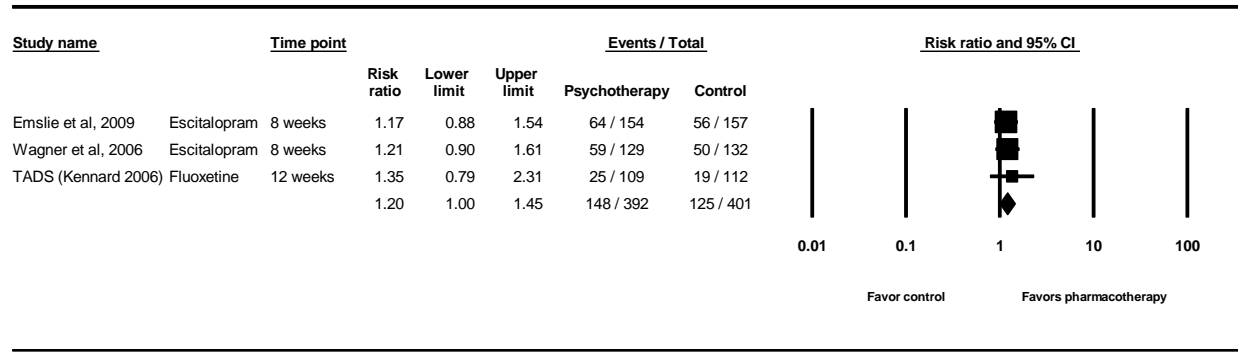 Study name Time point Events / Total Risk ratio and 95% CI
Risk ratio Lower limit Upper limit Psychotherapy Control
Emslie et al, 2009 Escitalopram 8 weeks 1.17 0.88 1.54 64 / 154 56 / 157
Wagner et al, 2006 Escitalopram 8 weeks 1.21 0.90 1.61 59 / 129 50 / 132
TADS (Kennard 2006) Fluoxetine 12 weeks 1.35 0.79 2.31 25 / 109 19 / 112
1.20 1.00 1.45 148 / 392 125 / 401
0.01 0.1 1 10 100
Favor control Favors pharmacotherapy